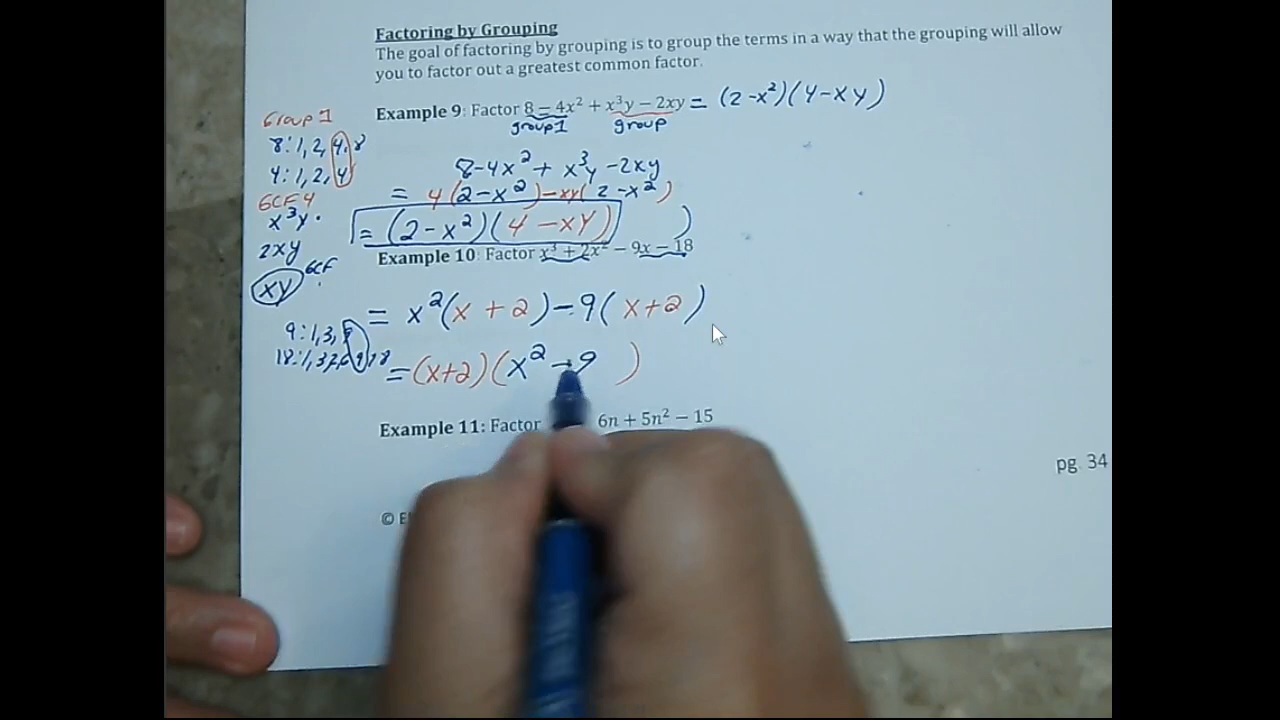 Factoring by Grouping
The goal of factoring by grouping is to group the terms in a way that the grouping will allow
you to factor out a greatest common factor.
Example 9: Factor 8 − 4x² + x³y − 2xy = (2 - x²)(4 - xy)
group 1 group
Group 1
8: 1, 2, 4, 8
4: 1, 2, 4
GCF 4
x³y
2xy
GCF
xy
8 - 4x² + x³y - 2xy
= 4(2 - x²) - xy(2 - x²)
= (2 - x²)(4 - xy) )
Example 10: Factor x³ + 2x² − 9x − 18
= x²(x + 2) - 9(x + 2)
9: 1, 3, 9
= (x+2)(x² - 9 )
Example 11: Factor 6n + 5n² − 15
pg. 34
©